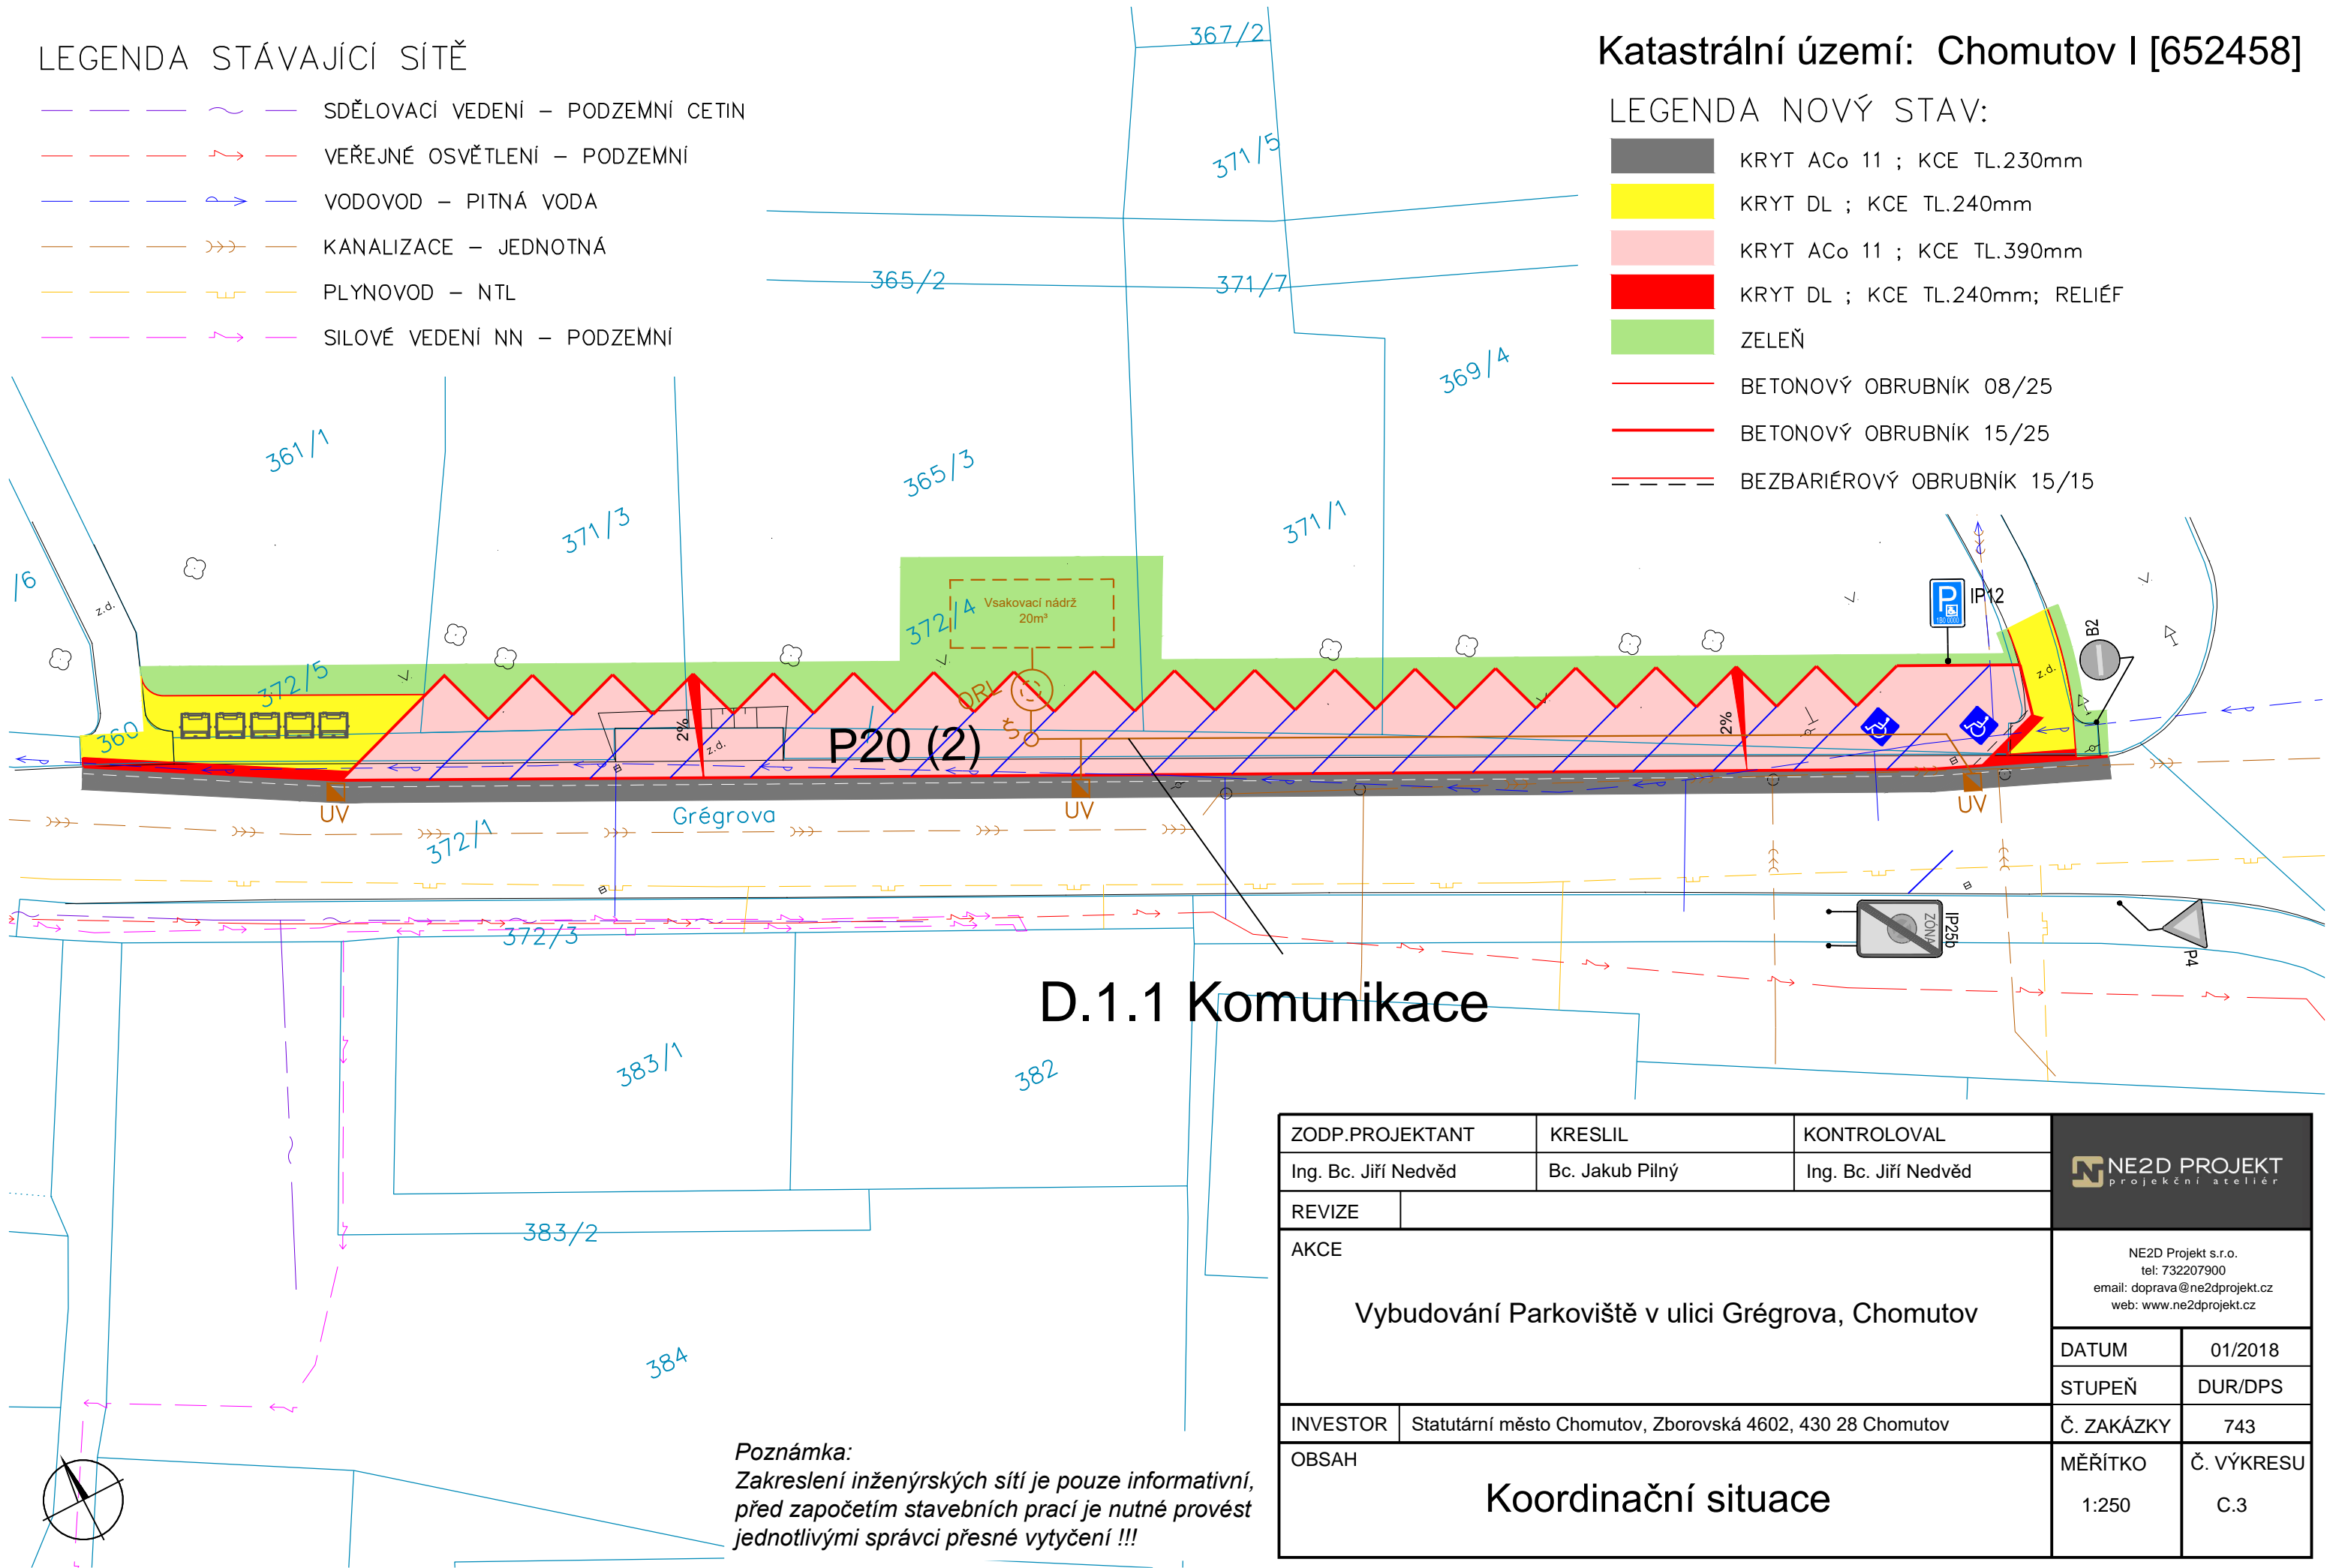 LEGENDA STÁVAJÍCÍ SÍTĚ
SDĚLOVACÍ VEDENÍ – PODZEMNÍ CETIN
VEŘEJNÉ OSVĚTLENÍ – PODZEMNÍ
VODOVOD – PITNÁ VODA
KANALIZACE – JEDNOTNÁ
PLYNOVOD – NTL
SILOVÉ VEDENÍ NN – PODZEMNÍ
Katastrální území: Chomutov I [652458]
LEGENDA NOVÝ STAV:
KRYT ACo 11 ; KCE TL.230mm
KRYT DL ; KCE TL.240mm
KRYT ACo 11 ; KCE TL.390mm
KRYT DL ; KCE TL.240mm; RELIÉF
ZELEŇ
BETONOVÝ OBRUBNÍK 08/25
BETONOVÝ OBRUBNÍK 15/25
BEZBARIÉROVÝ OBRUBNÍK 15/15
367/2
371/5
365/2
371/7
369/4
361/1
371/3
365/3
371/1
/6
z.d.
372/4
Vsakovací nádrž
20m³
P
IP12
B2
z.d.
372/5
360
2%
z.d.
P20 (2)
ORL
Š
2%
UV
UV
UV
Grégrova
372/1
372/3
ZÓNA
IP25b
P4
D.1.1 Komunikace
383/1
382
383/2
384
Poznámka:
Zakreslení inženýrských sítí je pouze informativní,
před započetím stavebních prací je nutné provést
jednotlivými správci přesné vytyčení !!!
ZODP.PROJEKTANT
KRESLIL
KONTROLOVAL
Ing. Bc. Jiří Nedvěd
Bc. Jakub Pilný
Ing. Bc. Jiří Nedvěd
REVIZE
AKCE
Vybudování Parkoviště v ulici Grégrova, Chomutov
INVESTOR
Statutární město Chomutov, Zborovská 4602, 430 28 Chomutov
OBSAH
Koordinační situace
NE2D PROJEKT
projekční ateliér
NE2D Projekt s.r.o.
tel: 732207900
email: doprava@ne2dprojekt.cz
web: www.ne2dprojekt.cz
DATUM
01/2018
STUPEŇ
DUR/DPS
Č. ZAKÁZKY
743
MĚŘÍTKO
Č. VÝKRESU
1:250
C.3